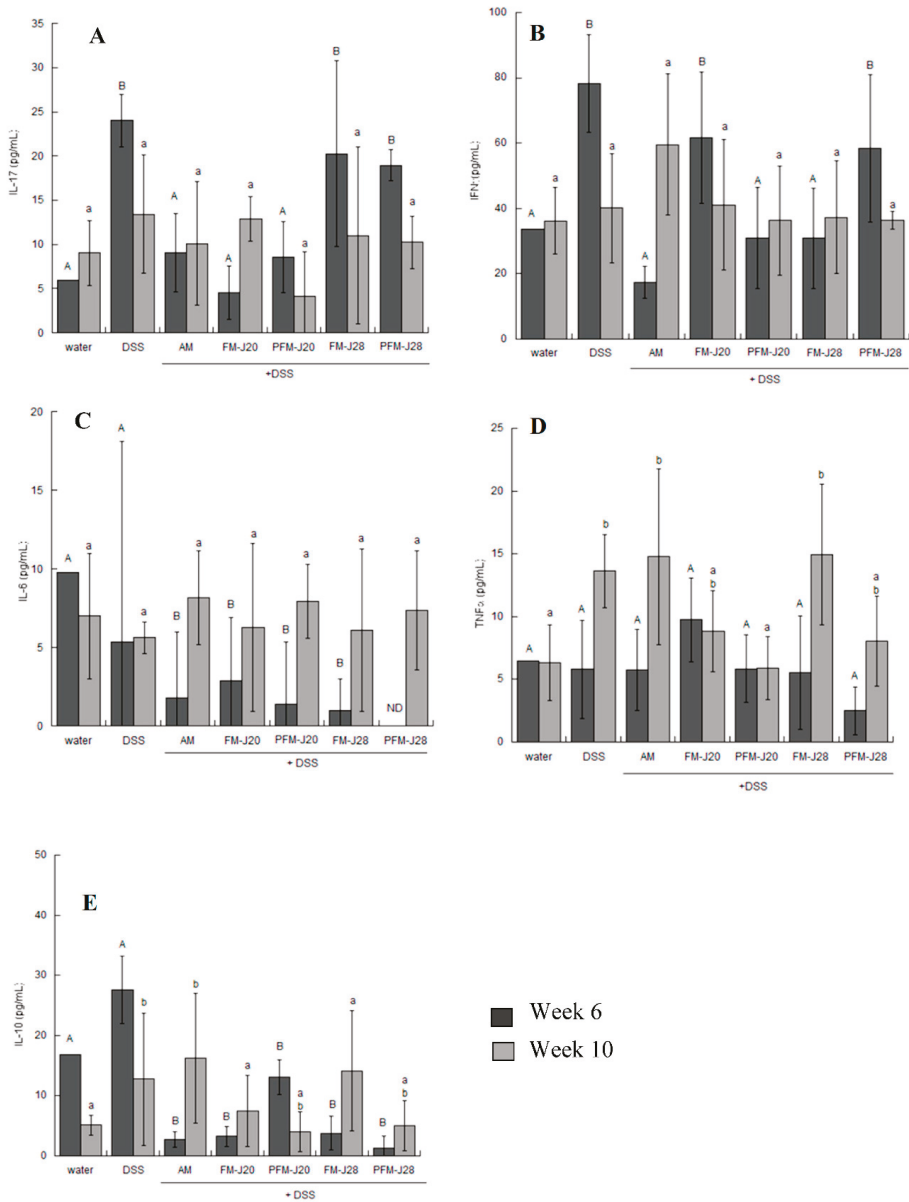 A
IL-17 (pg/mL)
35
30
25
20
15
10
5
0
A a B a A a A a A a B a B a
water DSS AM FM-J20 PFM-J20 FM-J28 PFM-J28
+DSS
B
(pg/mL)
100
80
60
40
20
0
A a B a a B a A a A a B a
water DSS AM FM-J20 PFM-J20 FM-J28 PFM-J28
+ DSS
C
IL-6 (pg/mL)
20
15
10
5
0
A a A a B a B a B a B a ND a
water DSS AM FM-J20 PFM-J20 FM-J28 PFM-J28
+ DSS
D
TNFα (pg/mL)
25
20
15
10
5
0
A a A b A b A a b A a A b A a b
water DSS AM FM-J20 PFM-J20 FM-J28 PFM-J28
+DSS
E
IL-10 (pg/mL)
50
40
30
20
10
0
A a A b B b B a B a b B a B a b
water DSS AM FM-J20 PFM-J20 FM-J28 PFM-J28
+ DSS
Week 6
Week 10